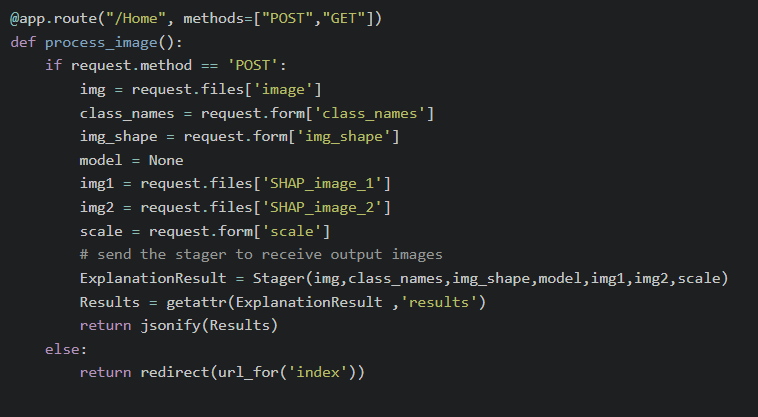 @app.route("/Home", methods=["POST","GET"])
def process_image():
    if request.method == 'POST':
        img = request.files['image']
        class_names = request.form['class_names']
        img_shape = request.form['img_shape']
        model = None
        img1 = request.files['SHAP_image_1']
        img2 = request.files['SHAP_image_2']
        scale = request.form['scale']
        # send the stager to receive output images
        ExplanationResult = Stager(img,class_names,img_shape,model,img1,img2,scale)
        Results = getattr(ExplanationResult ,'results')
        return jsonify(Results)
    else:
        return redirect(url_for('index'))